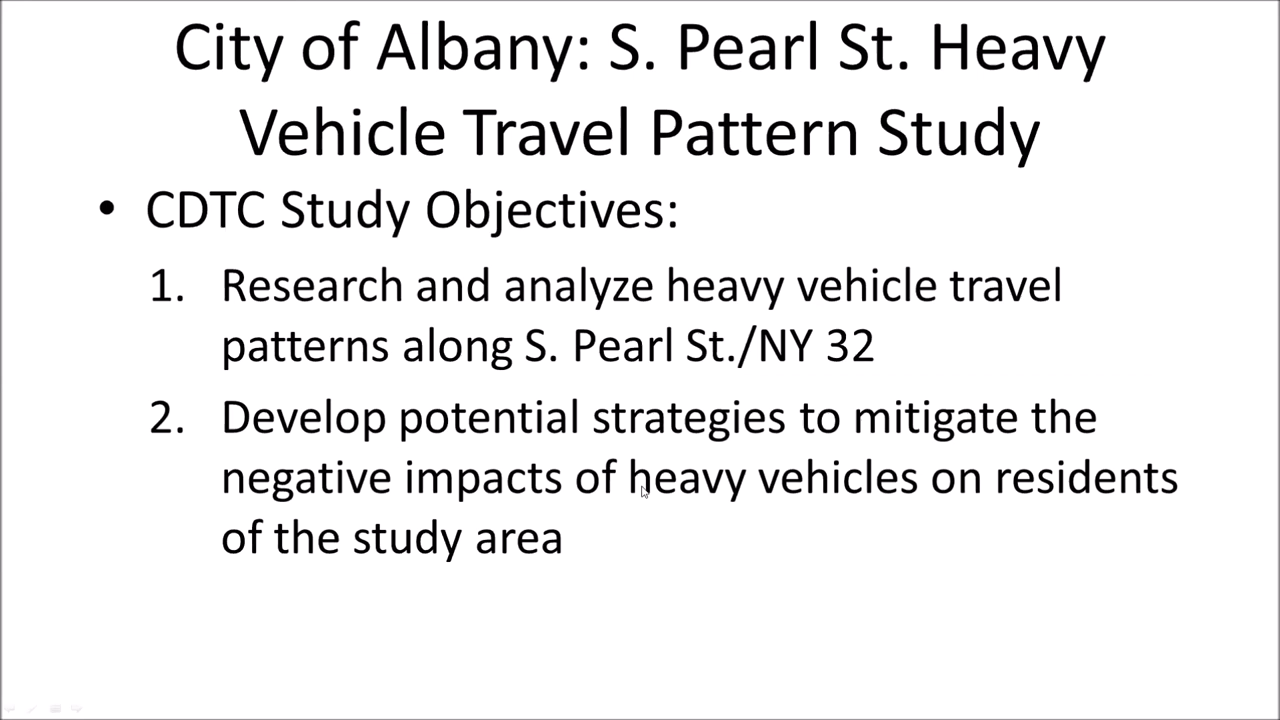 City of Albany: S. Pearl St. Heavy
Vehicle Travel Pattern Study
• CDTC Study Objectives:
1. Research and analyze heavy vehicle travel
patterns along S. Pearl St./NY 32
2. Develop potential strategies to mitigate the
negative impacts of heavy vehicles on residents
of the study area